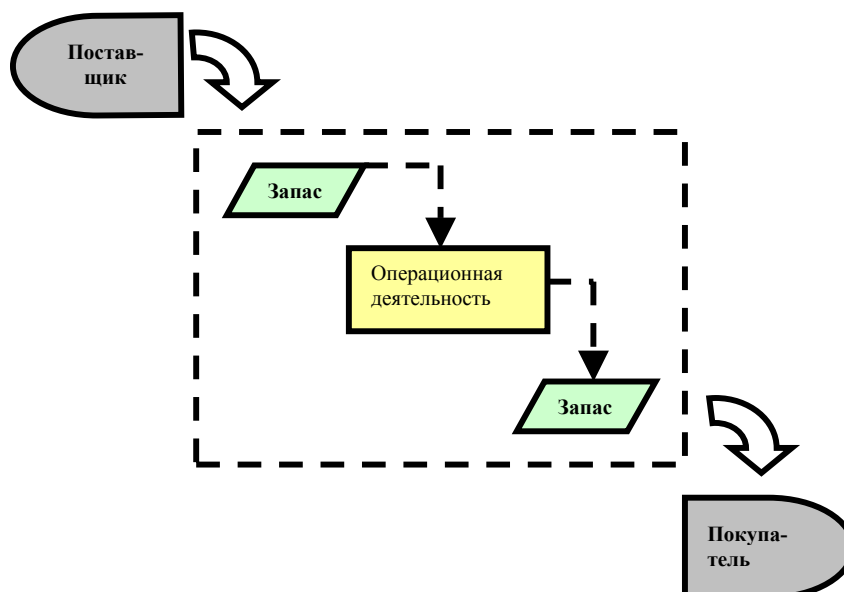 Постав-
щик
Запас
Операционная
деятельность
Запас
Покупа-
тель